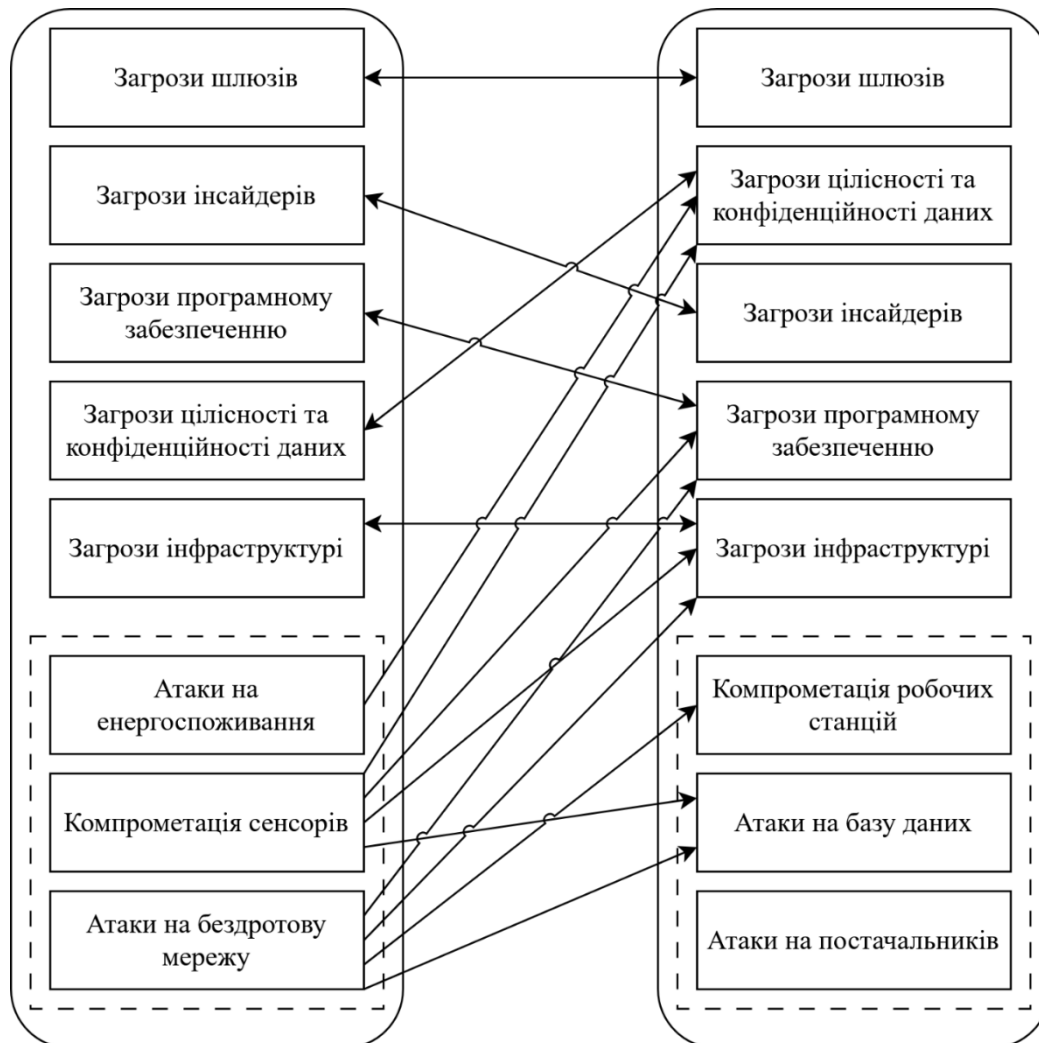 Загрози шлюзів
Загрози інсайдерів
Загрози програмному
забезпеченню
Загрози цілісності та
конфіденційності даних
Загрози інфраструктурі
Атаки на
енергоспоживання
Компрометація сенсорів
Атаки на бездротову
мережу
Загрози шлюзів
Загрози цілісності та
конфіденційності даних
Загрози інсайдерів
Загрози програмному
забезпеченню
Загрози інфраструктурі
Компрометація робочих
станцій
Атаки на базу даних
Атаки на постачальників